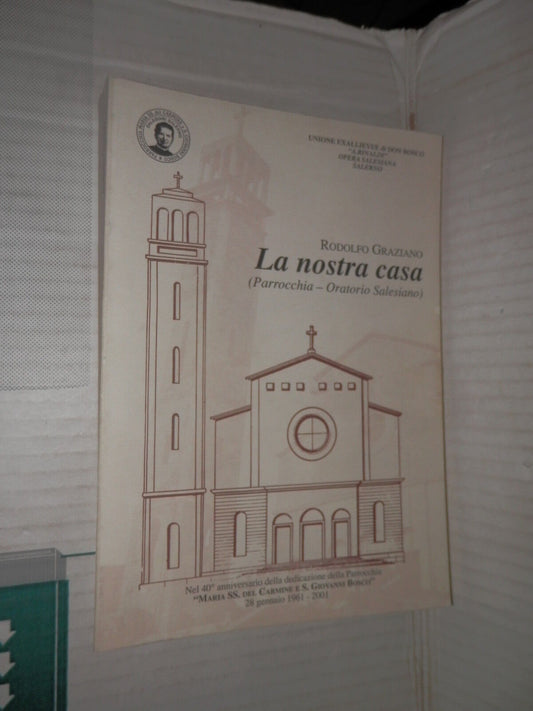 UNIONE EXALLIEVE di DON BOSCO
"A.RINALDI"
OPERA SALESIANA
SALERNO
RODOLFO GRAZIANO
La nostra casa
(Parrocchia – Oratorio Salesiano)
Nel 40° anniversario della dedicazione della Parrocchia
"MARIA SS. DEL CARMINE E S. GIOVANNI BOSCO"
28 gennaio 1961 - 2001